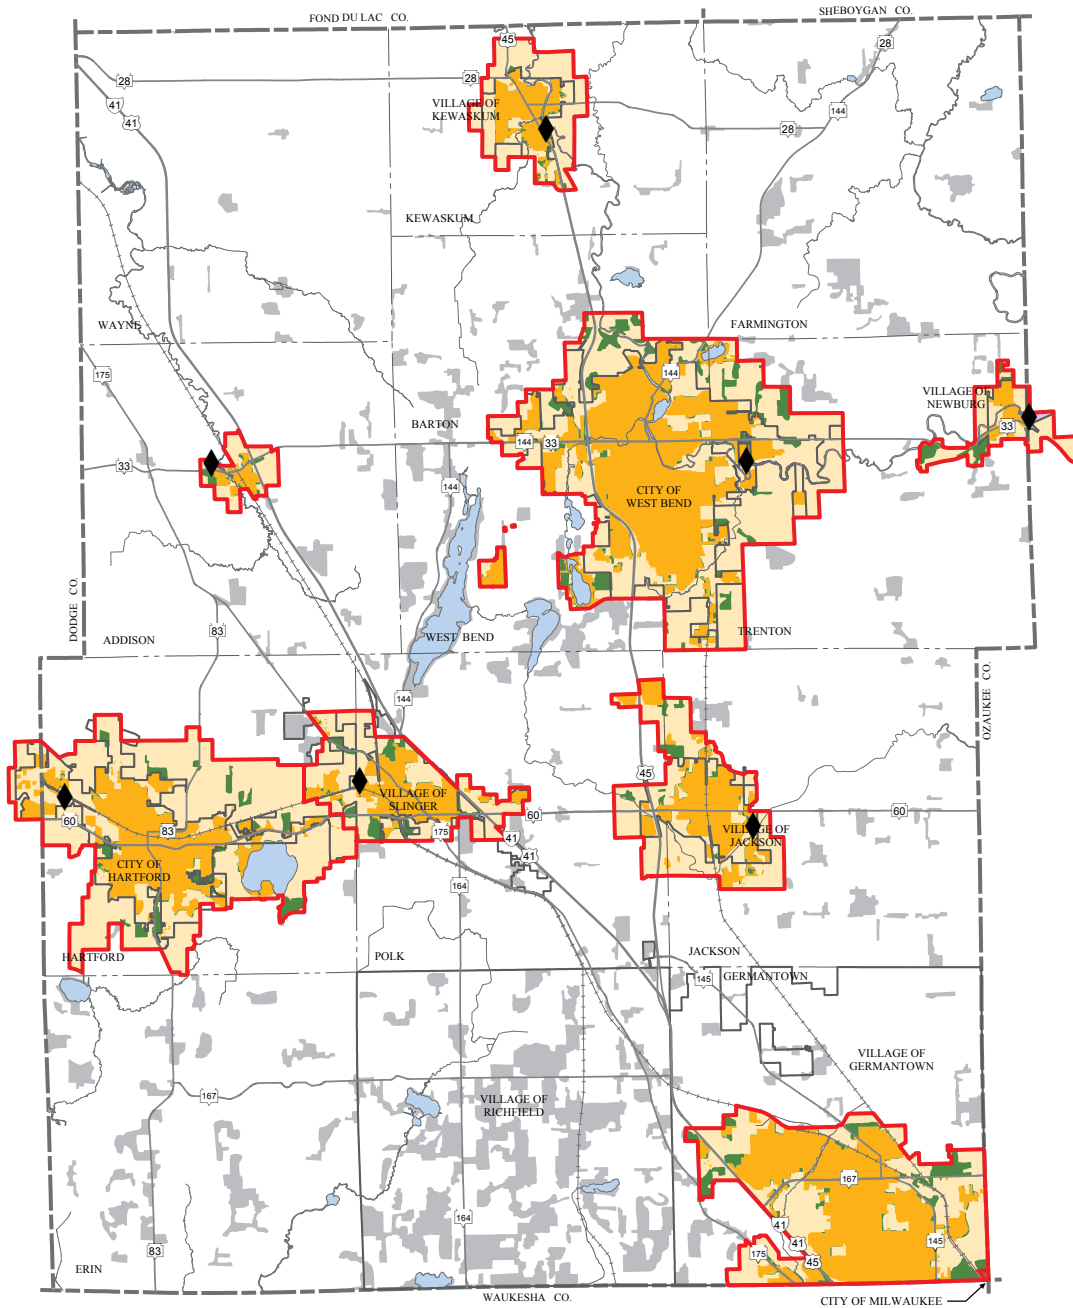 FOND DU LAC CO.
SHEBOYGAN CO.
45
28
28
28
41
41
VILLAGE OF
KEWASKUM
144
28
KEWASKUM
WAYNE
FARMINGTON
175
144
VILLAGE OF
NEWBURG
BARTON
33
144
33
33
144
CITY OF
WEST BEND
DODGE CO.
83
ADDISON
WEST BEND
TRENTON
OZAUKEE CO.
144
45
VILLAGE OF
SLINGER
60
60
60
83
175
41
41
VILLAGE OF
JACKSON
CITY OF
HARTFORD
164
HARTFORD
POLK
JACKSON
GERMANTOWN
145
VILLAGE OF
GERMANTOWN
167
VILLAGE OF
RICHFIELD
167
164
41
41
45
175
145
83
ERIN
WAUKESHA CO.
CITY OF MILWAUKEE